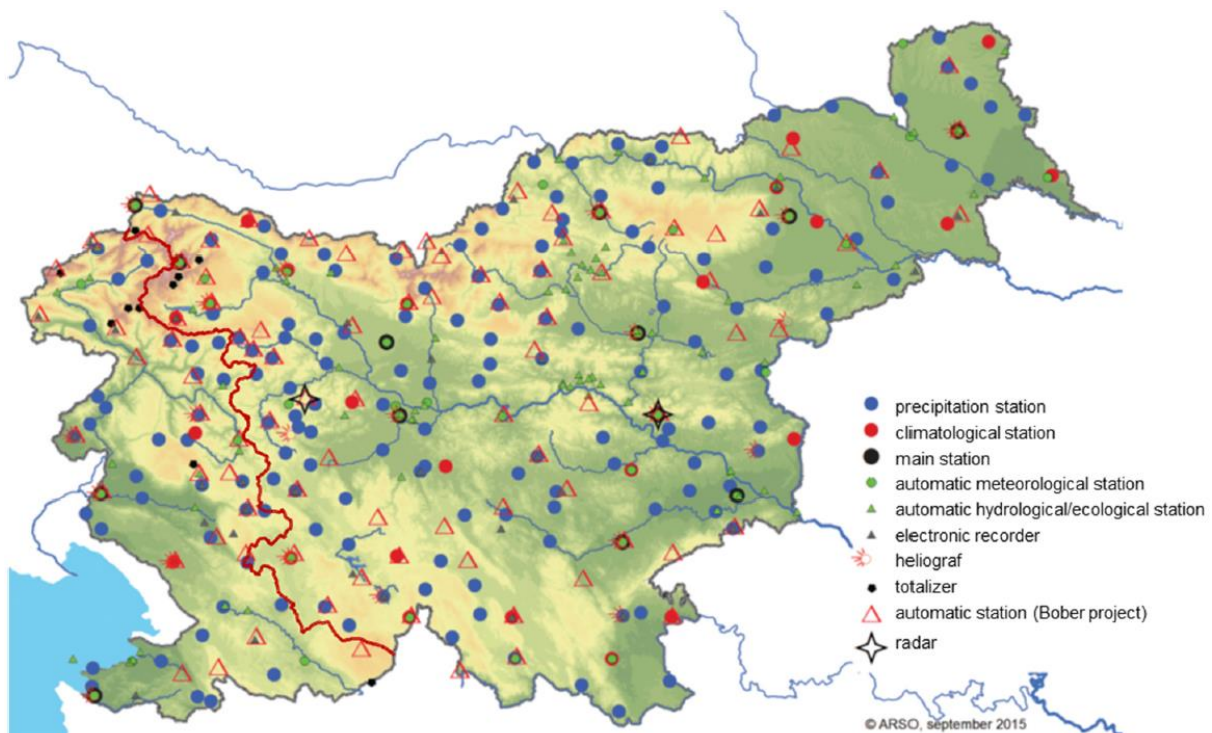 precipitation station
climatological station
main station
automatic meteorological station
automatic hydrological/ecological station
electronic recorder
heliograf
totalizer
automatic station (Bober project)
radar
© ARSO, september 2015